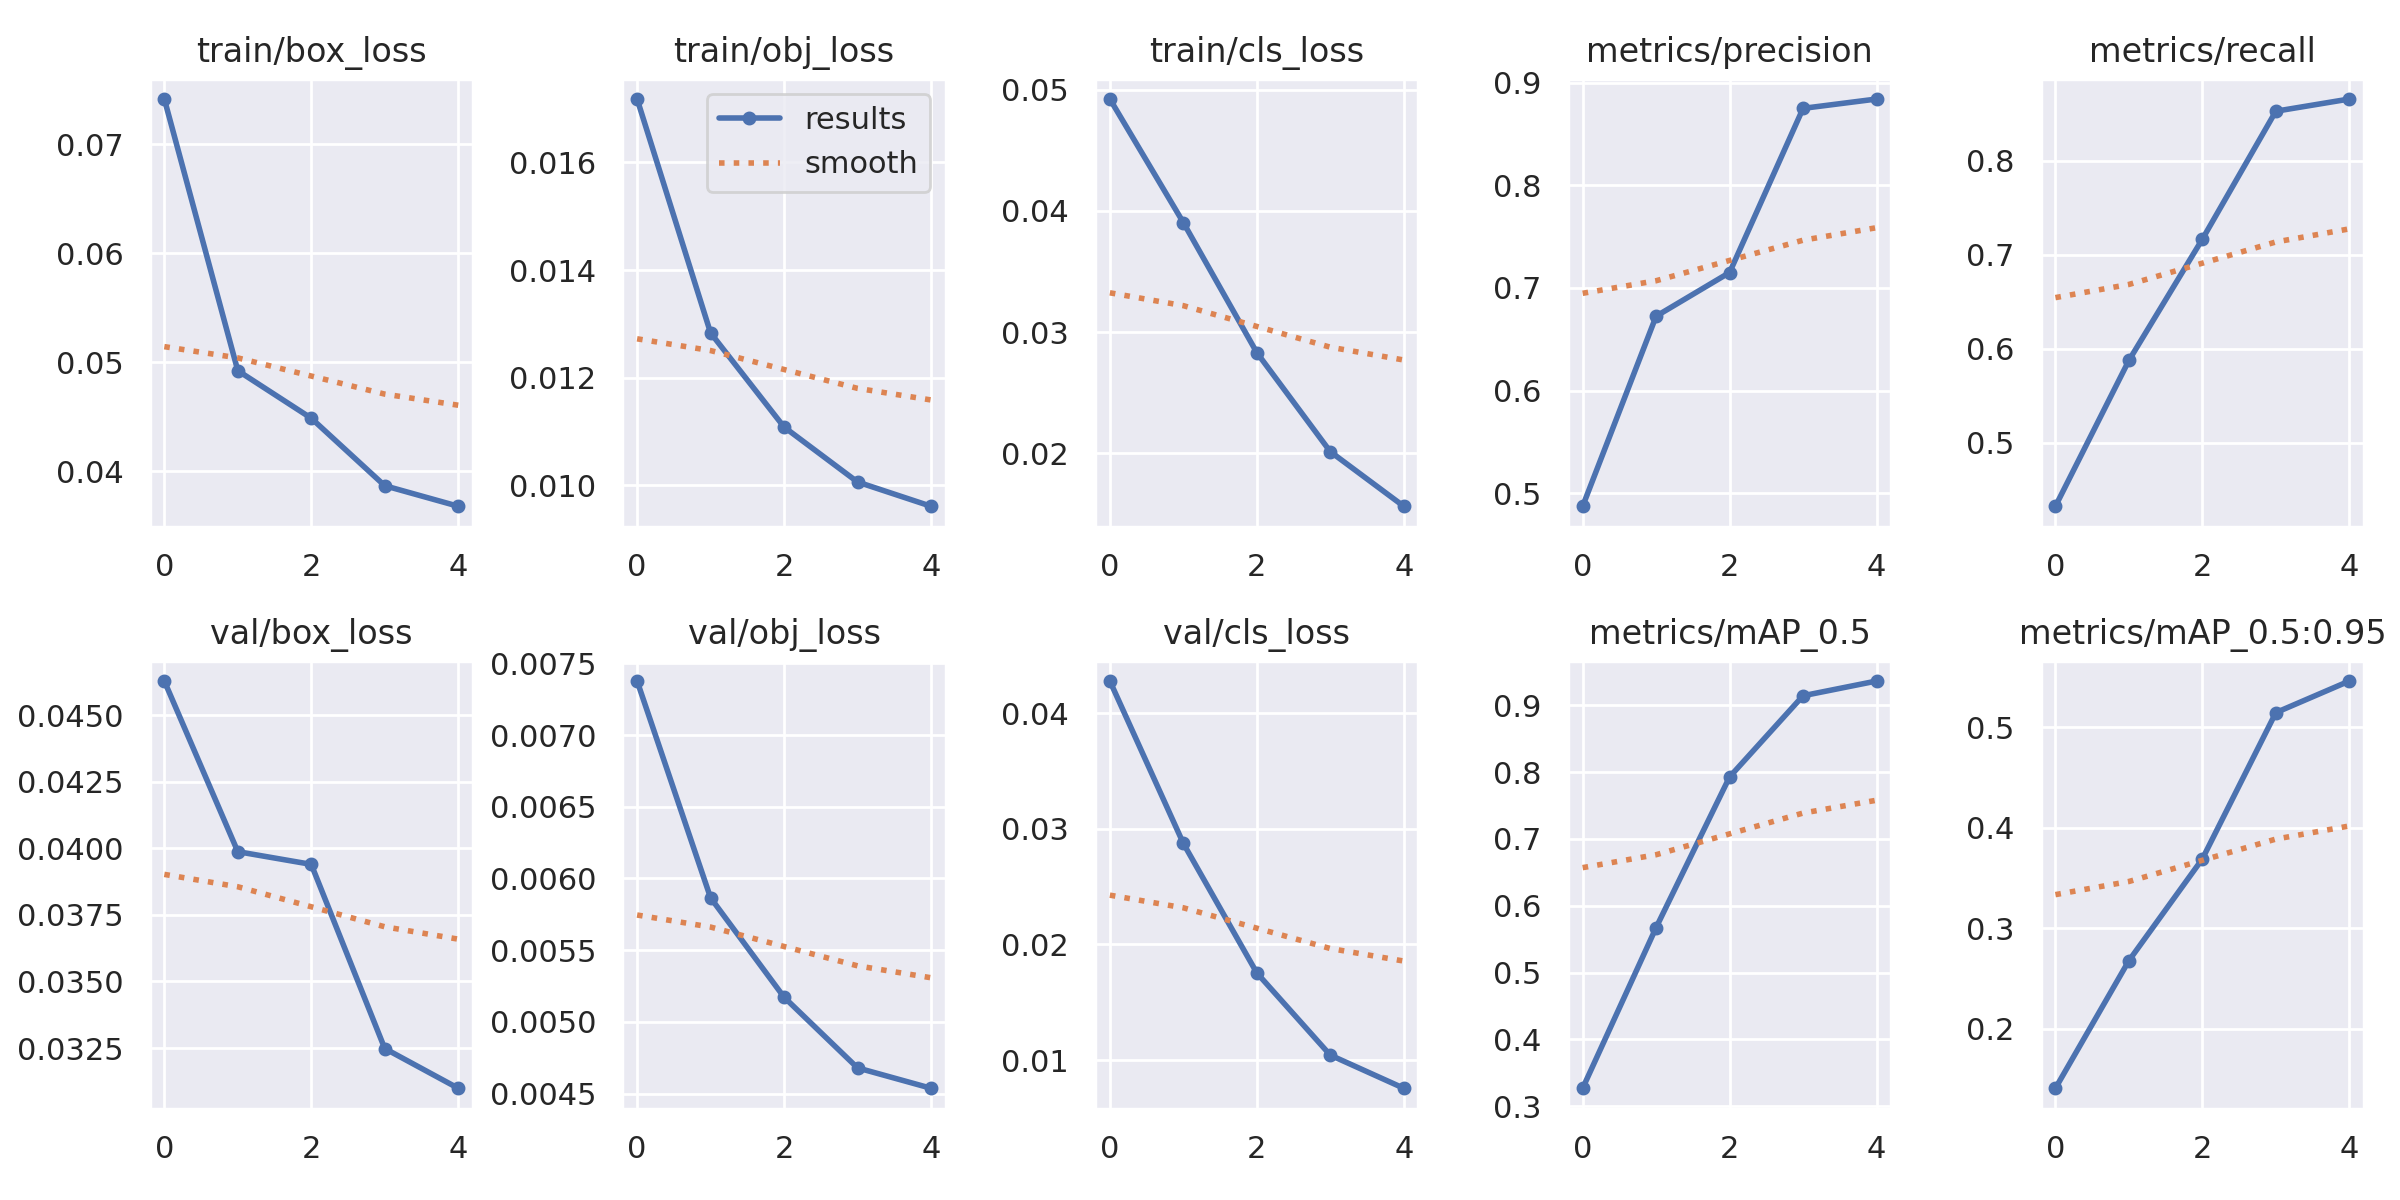 train/box_loss
0.07
0.06
0.05
0.04
0 2 4
train/obj_loss
results
smooth
0.016
0.014
0.012
0.010
0 2 4
train/cls_loss
0.05
0.04
0.03
0.02
0 2 4
metrics/precision
0.9
0.8
0.7
0.6
0.5
0 2 4
metrics/recall
0.8
0.7
0.6
0.5
0 2 4
val/box_loss
0.0450
0.0425
0.0400
0.0375
0.0350
0.0325
0 2 4
val/obj_loss
0.0075
0.0070
0.0065
0.0060
0.0055
0.0050
0.0045
0 2 4
val/cls_loss
0.04
0.03
0.02
0.01
0 2 4
metrics/mAP_0.5
0.9
0.8
0.7
0.6
0.5
0.4
0.3
0 2 4
metrics/mAP_0.5:0.95
0.5
0.4
0.3
0.2
0 2 4